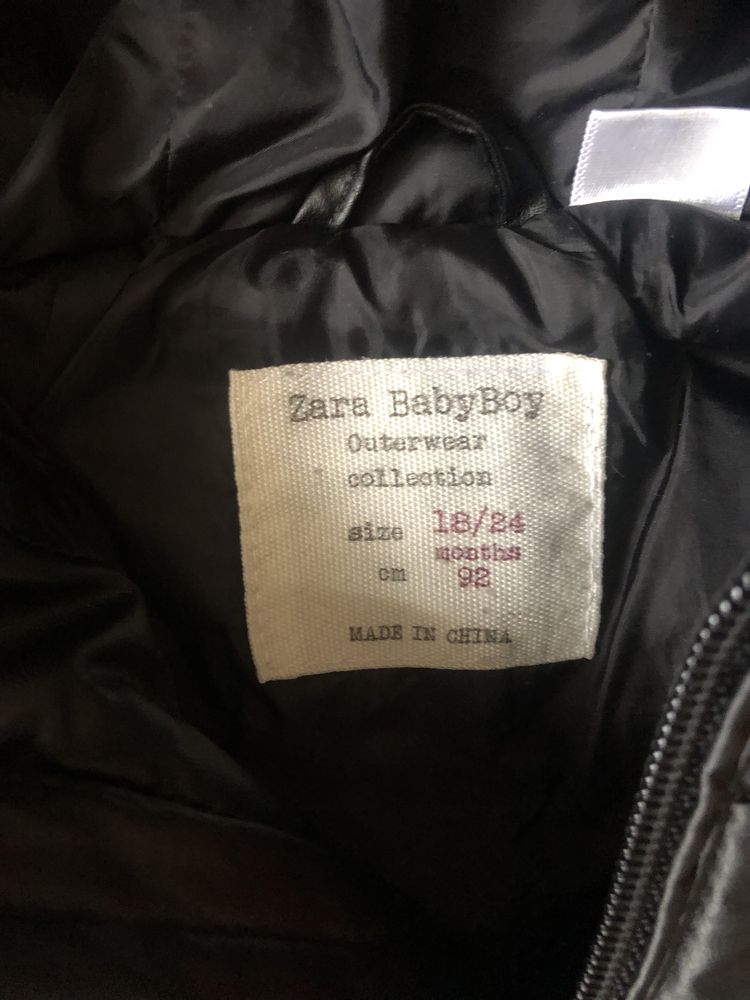 Zara BabyBoy
Outerwear
collection
size 18/24
months
cm 92
MADE IN CHINA